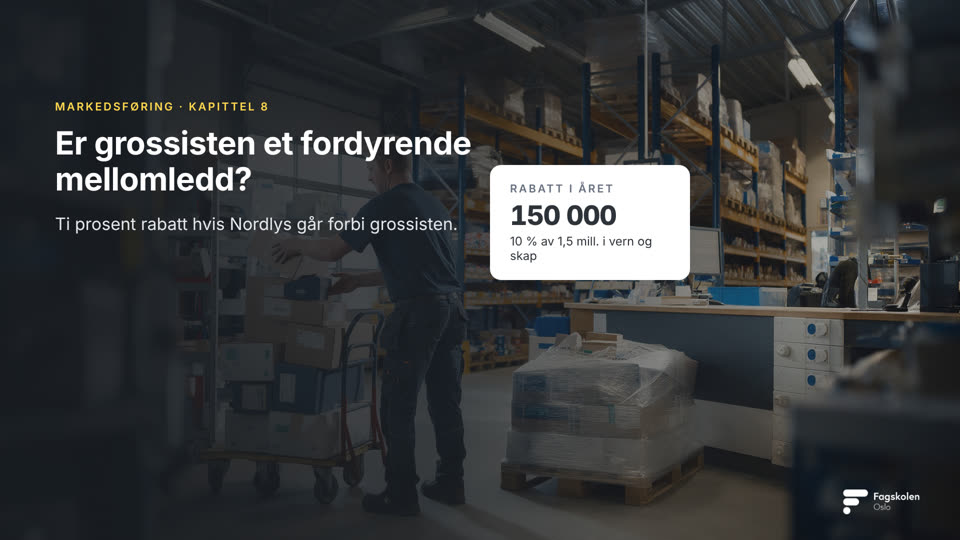 MARKEDSFØRING · KAPITTEL 8
Er grossisten et fordyrende
mellomledd?
Ti prosent rabatt hvis Nordlys går forbi grossisten.
RABATT I ÅRET
150 000
10 % av 1,5 mill. i vern og
skap
Fagskolen
Oslo